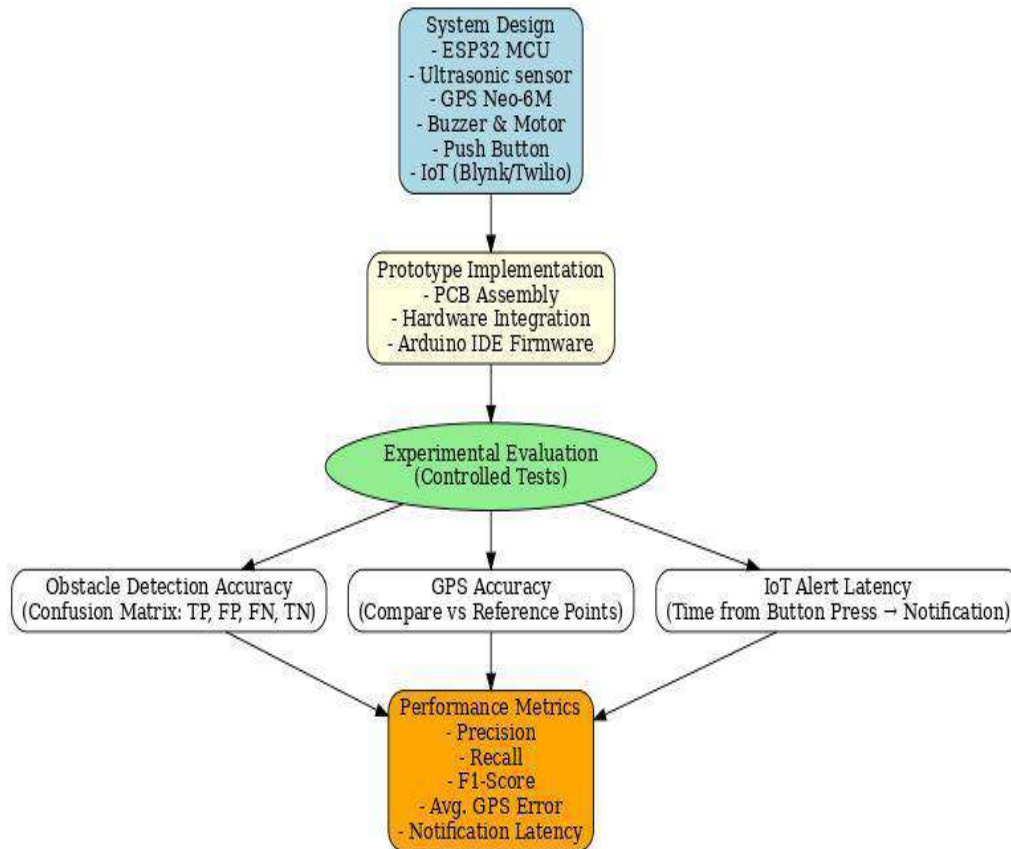 System Design
- ESP32 MCU
- Ultrasonic sensor
- GPS Neo-6M
- Buzzer & Motor
- Push Button
- IoT (Blynk/Twilio)
Prototype Implementation
- PCB Assembly
- Hardware Integration
- Arduino IDE Firmware
Experimental Evaluation
(Controlled Tests)
Obstacle Detection Accuracy
(Confusion Matrix: TP, FP, FN, TN)
GPS Accuracy
(Compare vs Reference Points)
IoT Alert Latency
(Time from Button Press → Notification)
Performance Metrics
- Precision
- Recall
- F1-Score
- Avg. GPS Error
- Notification Latency